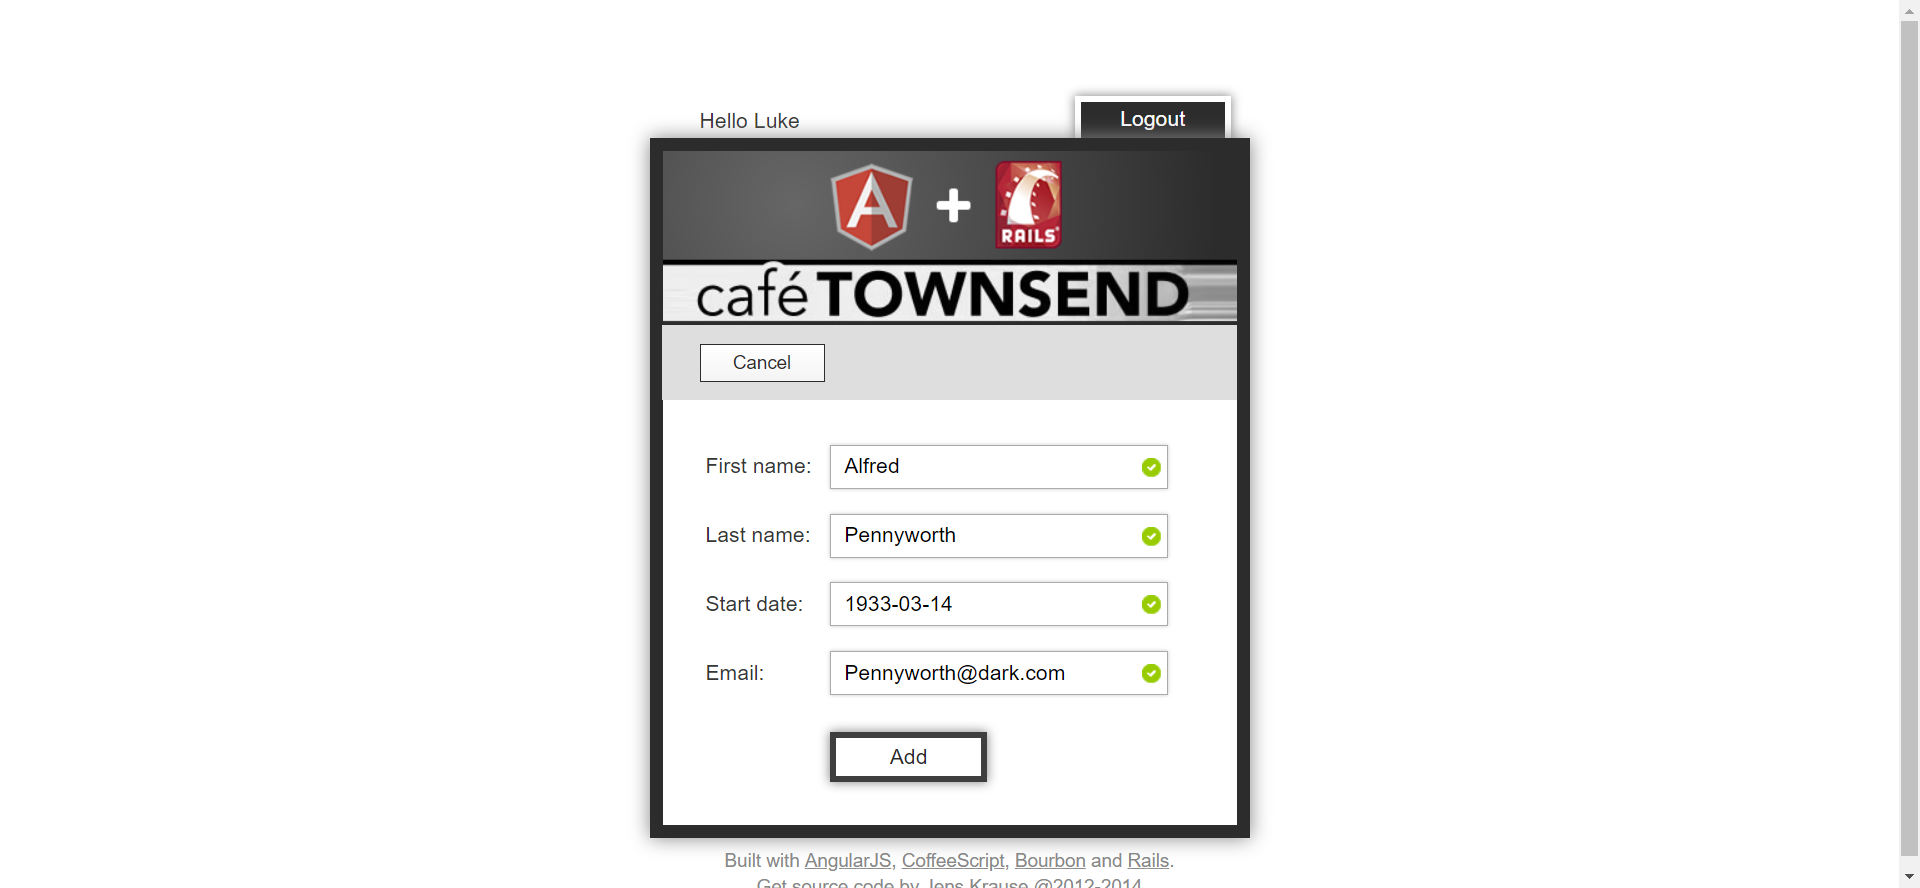 Hello Luke
Logout
RAILS
café TOWNSEND
Cancel
First name: Alfred
Last name: Pennyworth
Start date: 1933-03-14
Email: Pennyworth@dark.com
Add
Built with AngularJS, CoffeeScript, Bourbon and Rails.
Get source code by Jens Krause @2012-2014